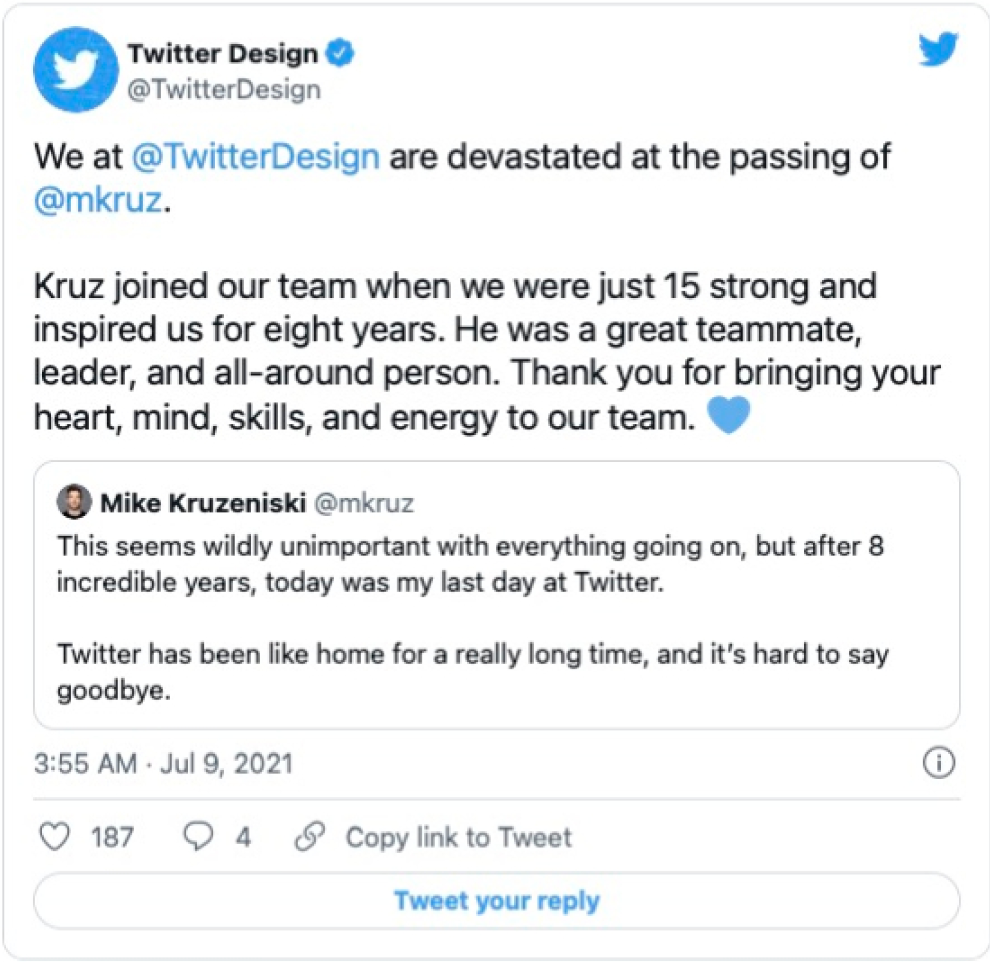 Twitter Design
@TwitterDesign
We at @TwitterDesign are devastated at the passing of
@mkruz.
Kruz joined our team when we were just 15 strong and
inspired us for eight years. He was a great teammate,
leader, and all-around person. Thank you for bringing your
heart, mind, skills, and energy to our team. 💙
Mike Kruzeniski @mkruz
This seems wildly unimportant with everything going on, but after 8
incredible years, today was my last day at Twitter.
Twitter has been like home for a really long time, and it's hard to say
goodbye.
3:55 AM · Jul 9, 2021
187 4 Copy link to Tweet
Tweet your reply